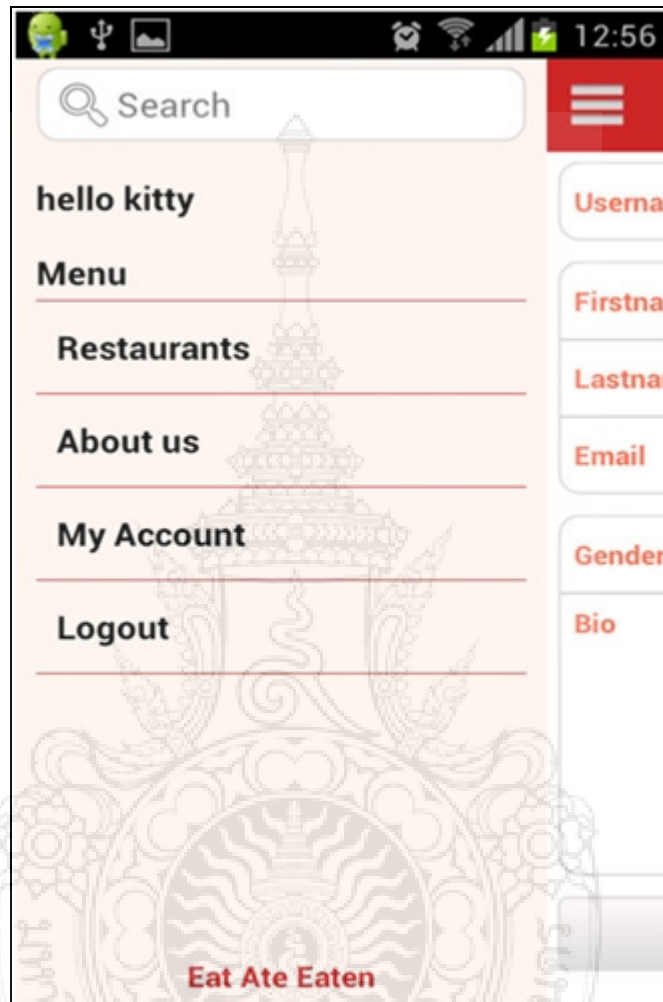 12:56
Search
hello kitty
Menu
Restaurants
About us
My Account
Logout
Eat Ate Eaten
Userna
Firstna
Lastnar
Email
Gender
Bio